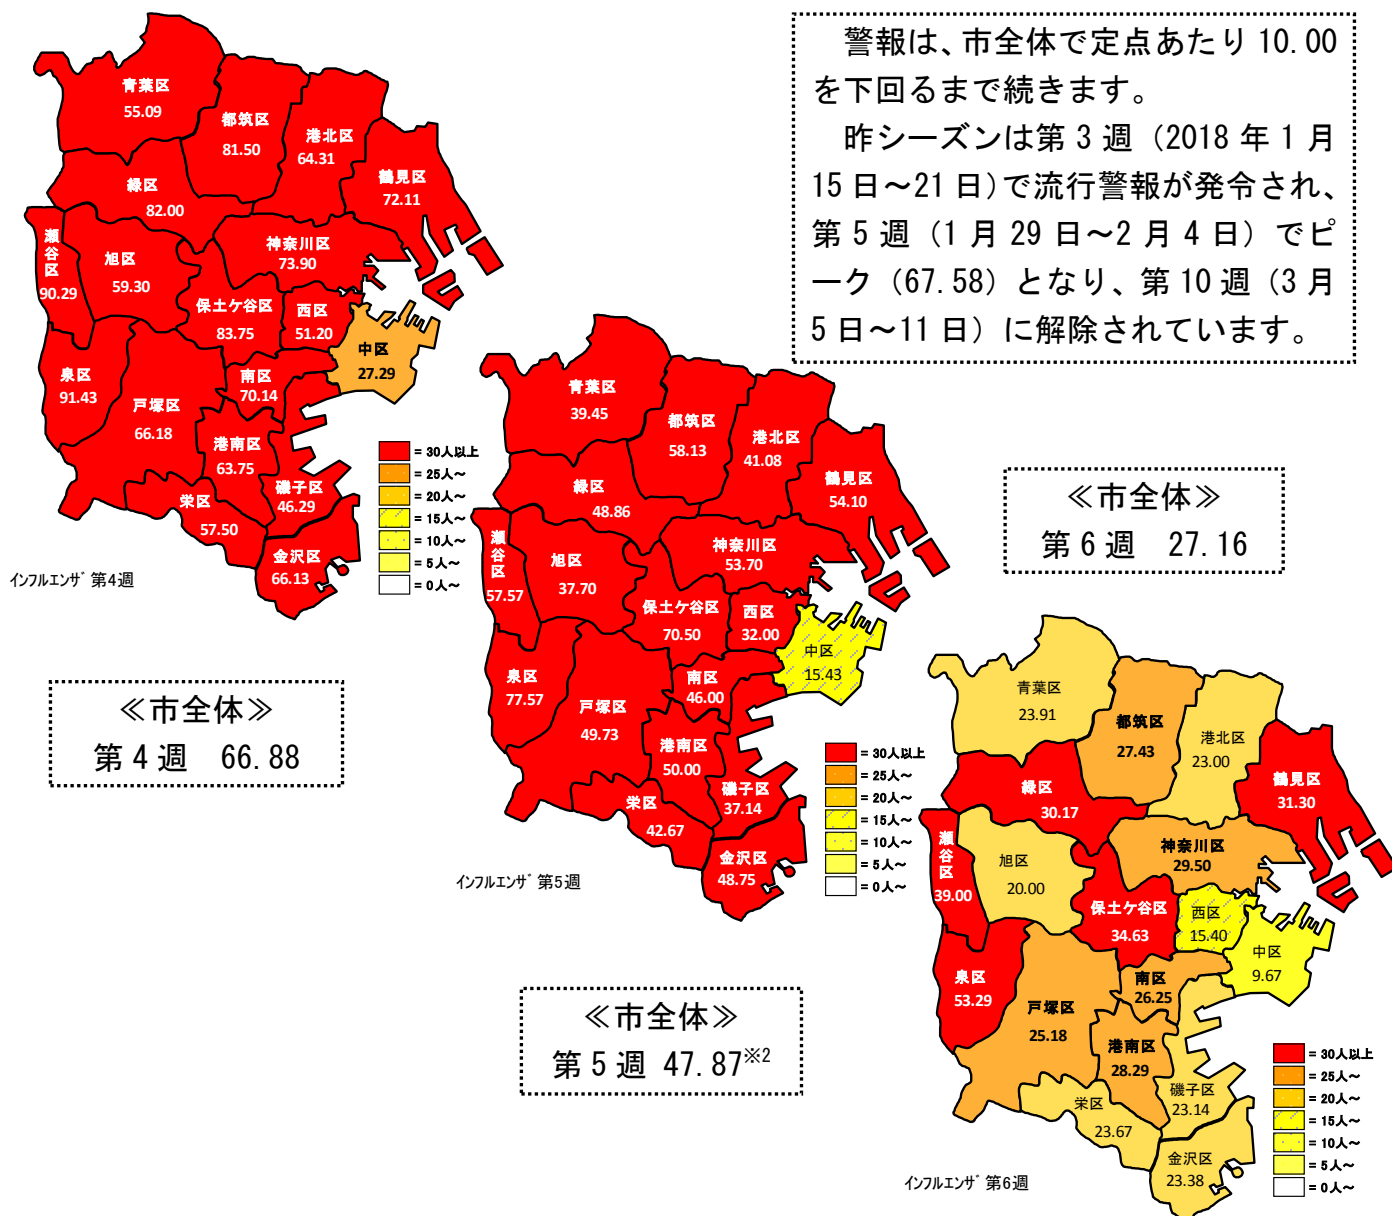 警報は、市全体で定点あたり 10.00
を下回るまで続きます。
昨シーズンは第 3 週（2018 年 1 月
15 日～21 日）で流行警報が発令され、
第 5 週（1 月 29 日～2 月 4 日）でピ
ーク（67.58）となり、第 10 週（3 月
5 日～11 日）に解除されています。
青葉区
55.09
都筑区
81.50
港北区
64.31
鶴見区
72.11
緑区
82.00
神奈川区
73.90
瀬谷区
90.29
旭区
59.30
保土ケ谷区
83.75
西区
51.20
中区
27.29
泉区
91.43
戸塚区
66.18
南区
70.14
港南区
63.75
磯子区
46.29
栄区
57.50
金沢区
66.13
= 30人以上
= 25人～
= 20人～
= 15人～
= 10人～
= 5人～
= 0人～
インフルエンザ 第4週
≪市全体≫
第 4 週 66.88
青葉区
39.45
都筑区
58.13
港北区
41.08
鶴見区
54.10
緑区
48.86
神奈川区
53.70
瀬谷区
57.57
旭区
37.70
保土ケ谷区
70.50
西区
32.00
中区
15.43
泉区
77.57
戸塚区
49.73
南区
46.00
港南区
50.00
磯子区
37.14
栄区
42.67
金沢区
48.75
= 30人以上
= 25人～
= 20人～
= 15人～
= 10人～
= 5人～
= 0人～
インフルエンザ 第5週
≪市全体≫
第 5 週 47.87※2
≪市全体≫
第 6 週 27.16
青葉区
23.91
都筑区
27.43
港北区
23.00
鶴見区
31.30
緑区
30.17
神奈川区
29.50
瀬谷区
39.00
旭区
20.00
保土ケ谷区
34.63
西区
15.40
中区
9.67
泉区
53.29
戸塚区
25.18
南区
26.25
港南区
28.29
磯子区
23.14
栄区
23.67
金沢区
23.38
= 30人以上
= 25人～
= 20人～
= 15人～
= 10人～
= 5人～
= 0人～
インフルエンザ 第6週